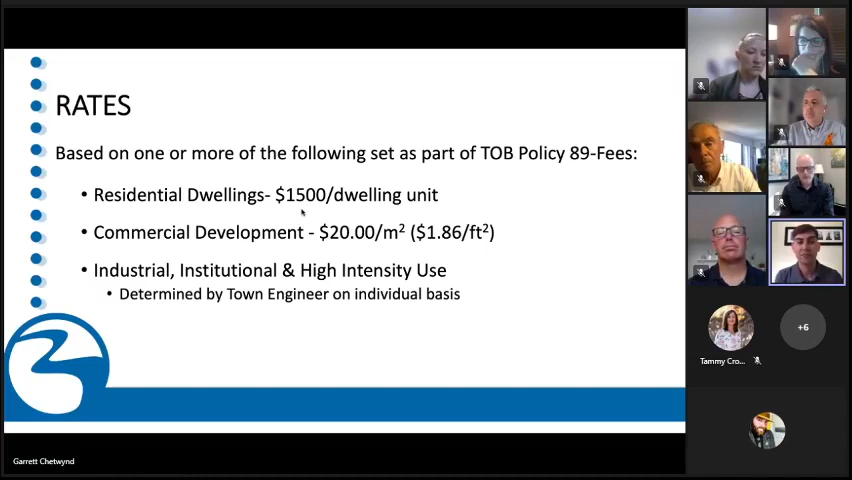 RATES
Based on one or more of the following set as part of TOB Policy 89-Fees:
• Residential Dwellings- $1500/dwelling unit
• Commercial Development - $20.00/m² ($1.86/ft²)
• Industrial, Institutional & High Intensity Use
• Determined by Town Engineer on individual basis
+6
Tammy Cro...
Garrett Chetwynd